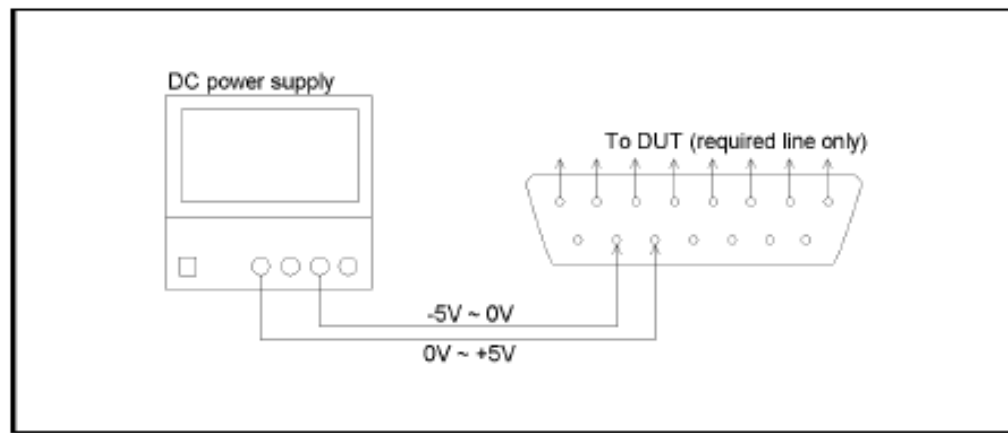 DC power supply
To DUT (required line only)
-5V ~ 0V
0V ~ +5V